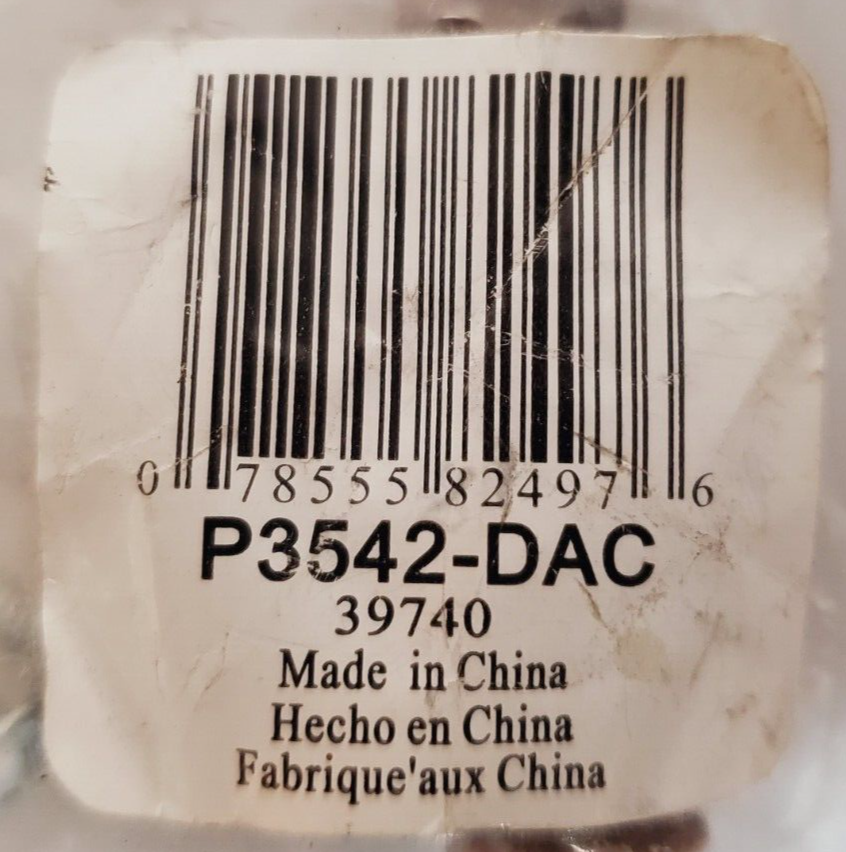 0 78555 82497 6
P3542-DAC
39740
Made in China
Hecho en China
Fabrique'aux China